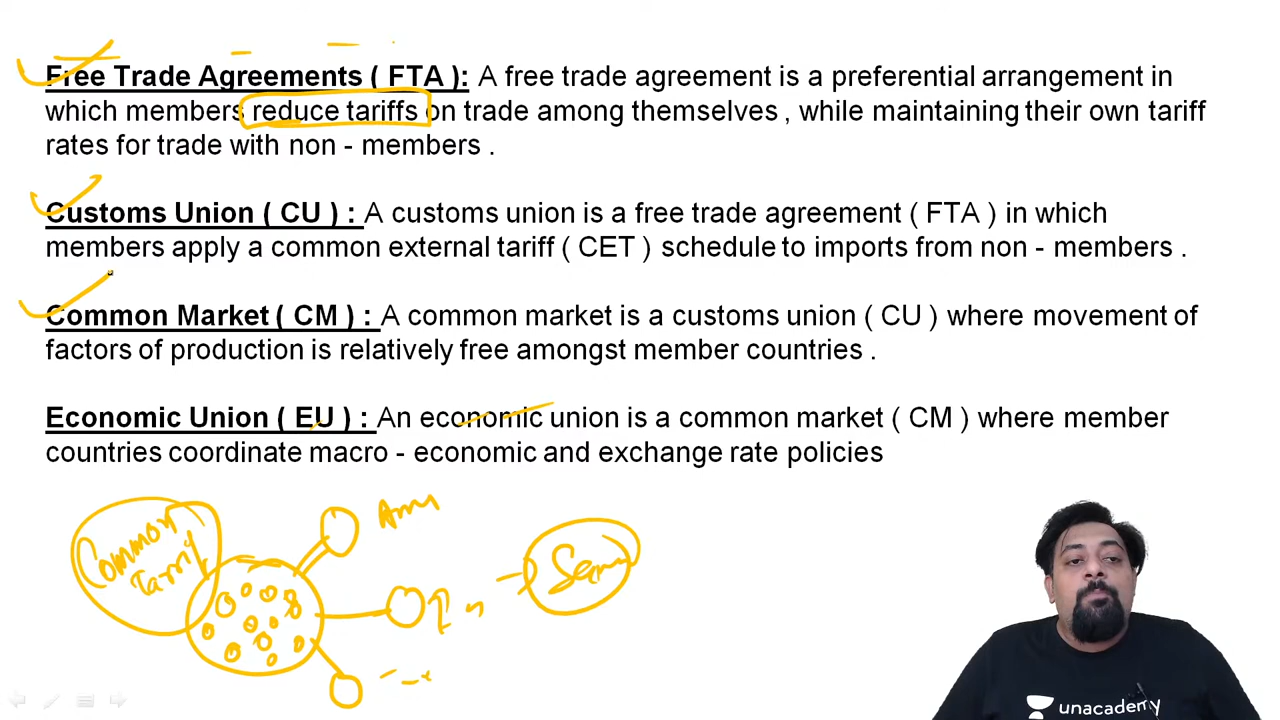 Free Trade Agreements ( FTA ): A free trade agreement is a preferential arrangement in
which members reduce tariffs on trade among themselves , while maintaining their own tariff
rates for trade with non - members .
Customs Union ( CU ) : A customs union is a free trade agreement ( FTA ) in which
members apply a common external tariff ( CET ) schedule to imports from non - members .
Common Market ( CM ) : A common market is a customs union ( CU ) where movement of
factors of production is relatively free amongst member countries .
Economic Union ( EU ) : An economic union is a common market ( CM ) where member
countries coordinate macro - economic and exchange rate policies
Common
Tarrif
unacademy